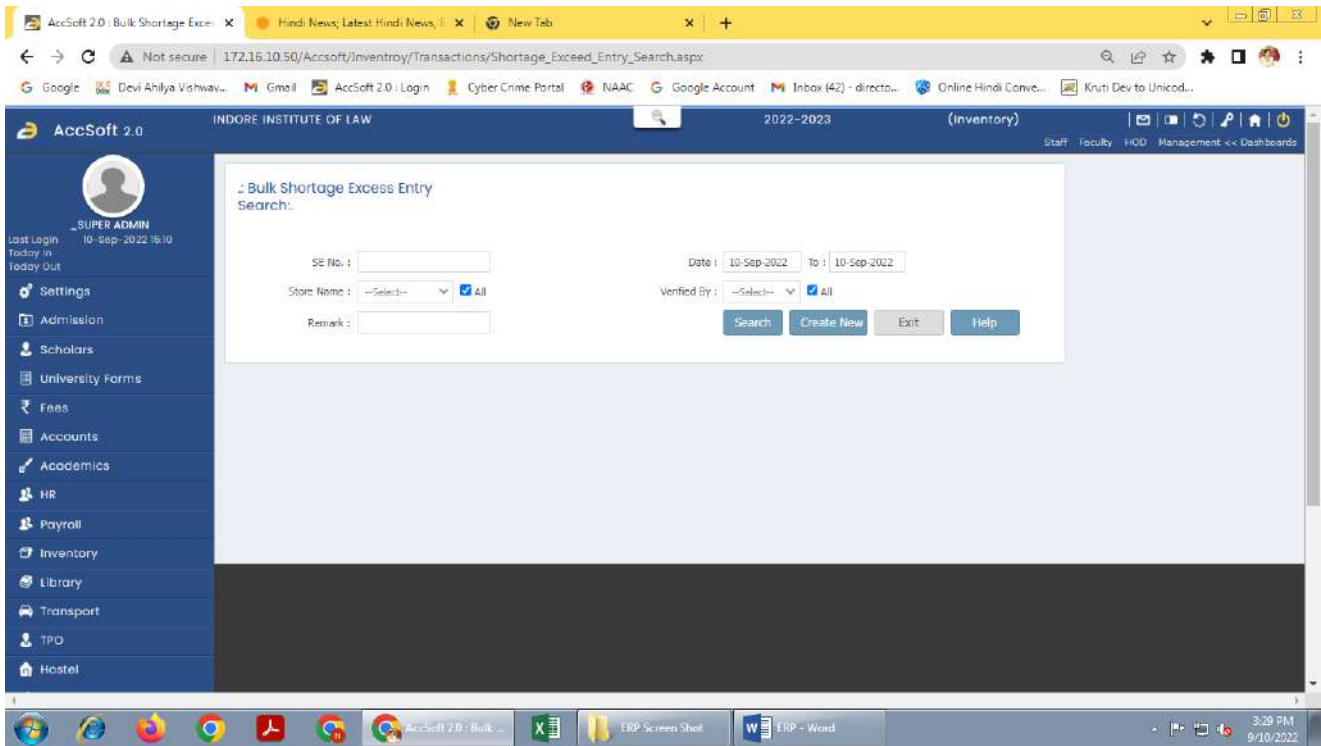 AccSoft 2.0 : Bulk Shortage Exce
Hindi News; Latest Hindi News,
New Tab
Not secure
172.16.10.50/Accsoft/Inventroy/Transactions/Shortage_Exceed_Entry_Search.aspx
Google
Devi Ahilya Vishwav...
Gmail
AccSoft 2.0 : Login
Cyber Crime Portal
NAAC
Google Account
Inbox (42) - directo...
Online Hindi Conve...
Kruti Dev to Unicod...
AccSoft 2.0
INDORE INSTITUTE OF LAW
2022-2023
(Inventory)
Staff Faculty HOD Management << Dashboards
_SUPER ADMIN
Last Login 10-Sep-2022 15:10
Today In
Today Out
Settings
Admission
Scholars
University Forms
Fees
Accounts
Academics
HR
Payroll
Inventory
Library
Transport
TPO
Hostel
.: Bulk Shortage Excess Entry
Search:.
SE No. :
Date : 10-Sep-2022 To : 10-Sep-2022
Store Name : --Select-- All
Verified By : --Select-- All
Remark :
Search Create New Exit Help
AccSoft 2.0 : Bulk ...
ERP Screen Shot
ERP - Word
3:29 PM
9/10/2022